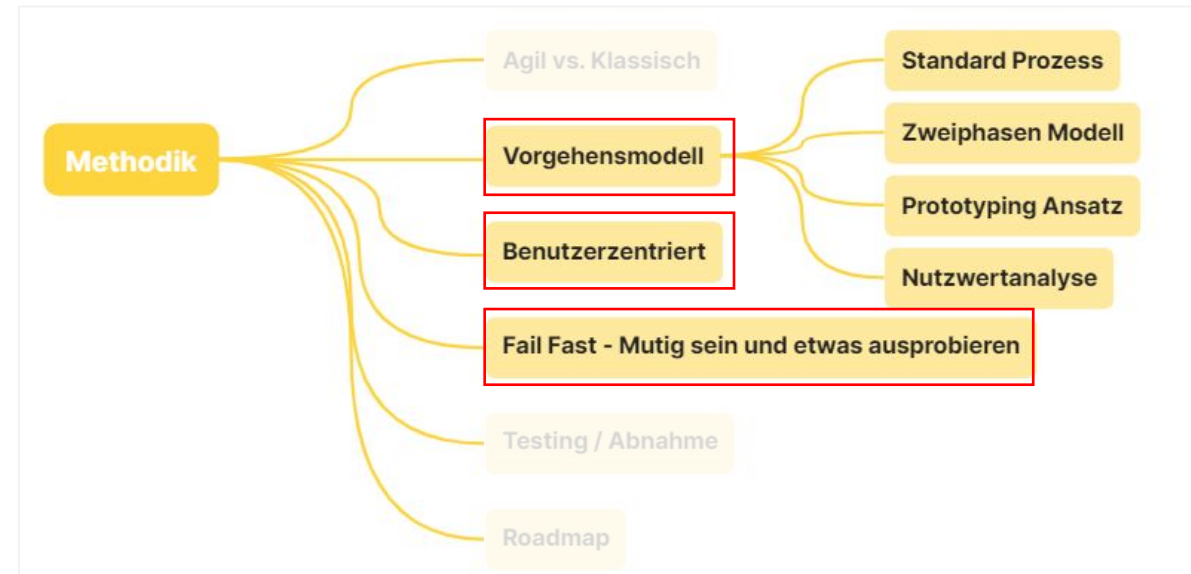 Methodik
Agil vs. Klassisch
Vorgehensmodell
Standard Prozess
Zweiphasen Modell
Prototyping Ansatz
Nutzwertanalyse
Benutzerzentriert
Fail Fast - Mutig sein und etwas ausprobieren
Testing / Abnahme
Roadmap